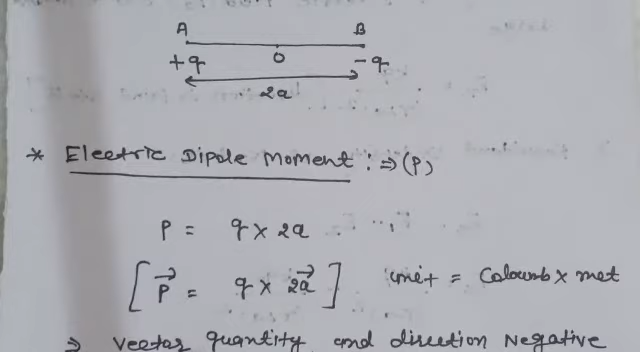 A B
+q O -q
2a
* Electric Dipole Moment : ⇒ (P)
P = q × 2a
[ P⃗ = q × 2a⃗ ] unit = Coloumb × met
⇒ Vector quantity and direction Negative